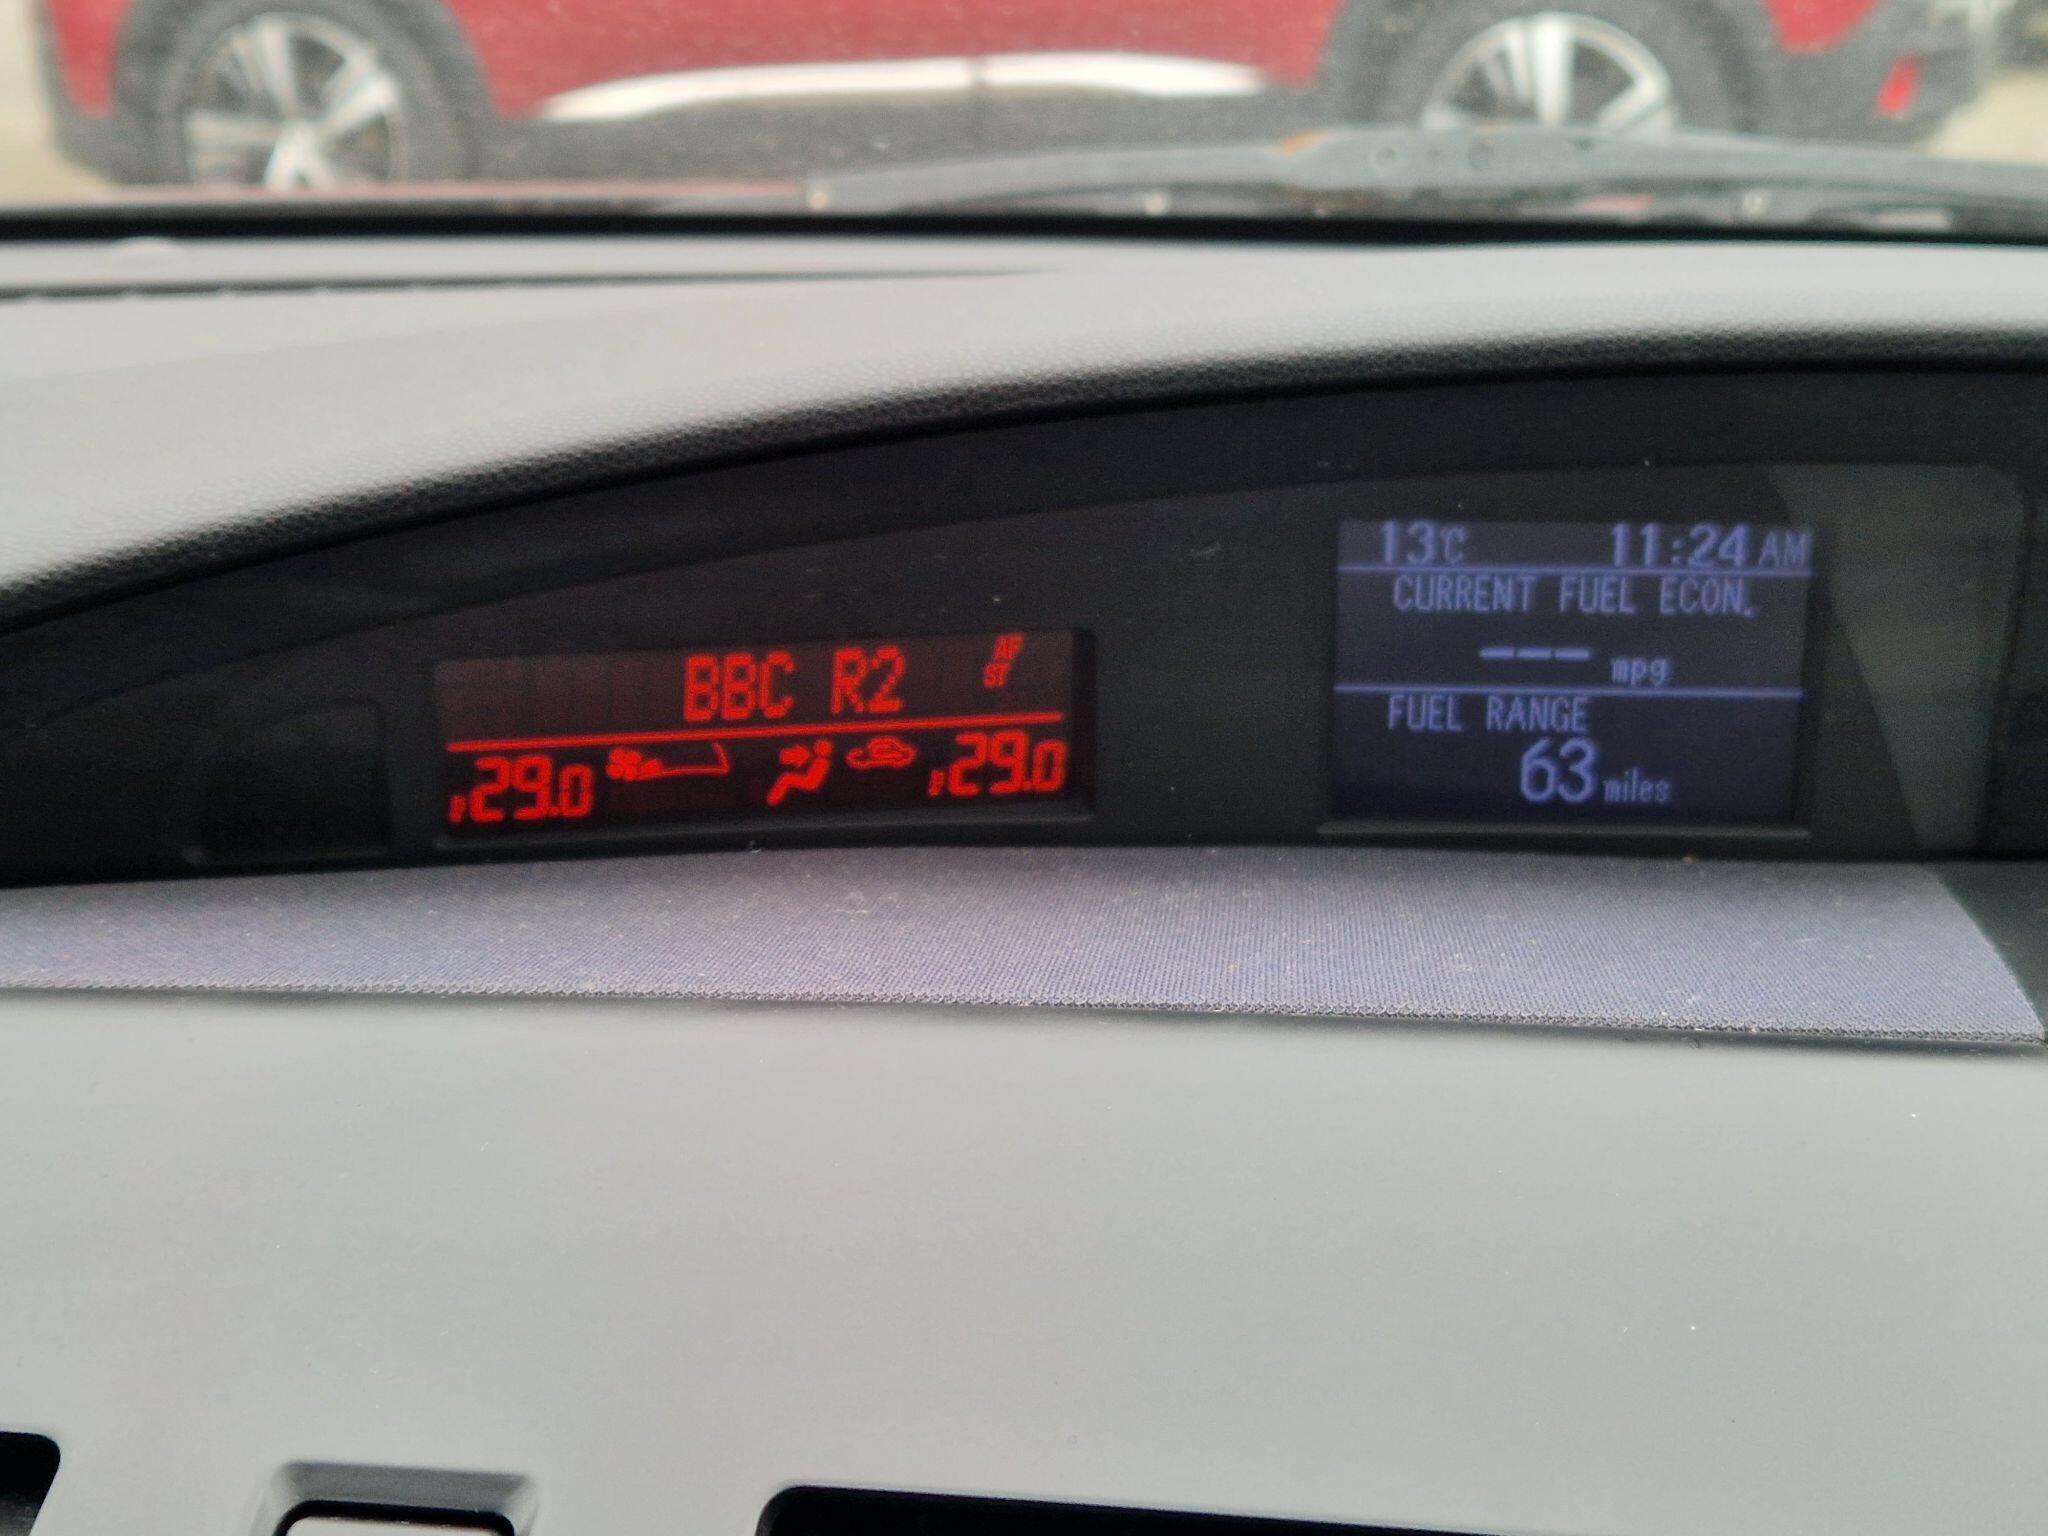 BBC R2
AF
ST
29.0 29.0
13°C 11:24 AM
CURRENT FUEL ECON.
--- mpg
FUEL RANGE
63 miles